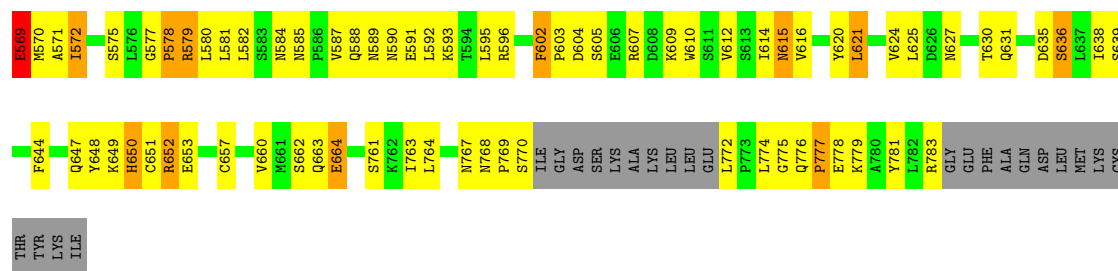 E569 M570 A571 I572 S575 L576 G577 P578 R579 L580 L581 L582 S583 N584 N585 P586 V587 Q588 N589 N590 E591 L592 K593 T594 L595 R596 F602 P603 D604 S605 E606 R607 D608 K609 W610 S611 V612 S613 I614 N615 V616 Y620 L621 V624 L625 D626 N627 T630 Q631 D635 S636 L637 I638 S639
F644 Q647 Y648 K649 H650 C651 R652 E653 C657 V660 M661 S662 Q663 E664 S761 K762 I763 L764 N767 N768 P769 S770 ILE GLY ASP SER LYS ALA LYS LEU LEU GLU L772 P773 L774 G775 Q776 P777 E778 K779 A780 Y781 L782 R783 GLY GLU PHE ALA GLN ASP LEU MET LYS CYS
THR TYR LYS ILE